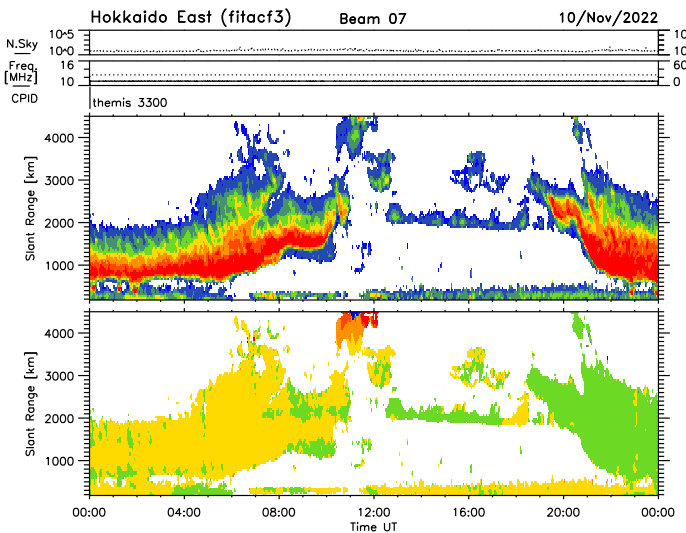 Hokkaido East (fitacf3) Beam 07 10/Nov/2022
N.Sky 10^5 10^0 10 10
Freq. [MHz] 16 10 60 0
CPID themis 3300
Slant Range [km] 4000 3000 2000 1000
Slant Range [km] 4000 3000 2000 1000
00:00 04:00 08:00 12:00 16:00 20:00 00:00
Time UT